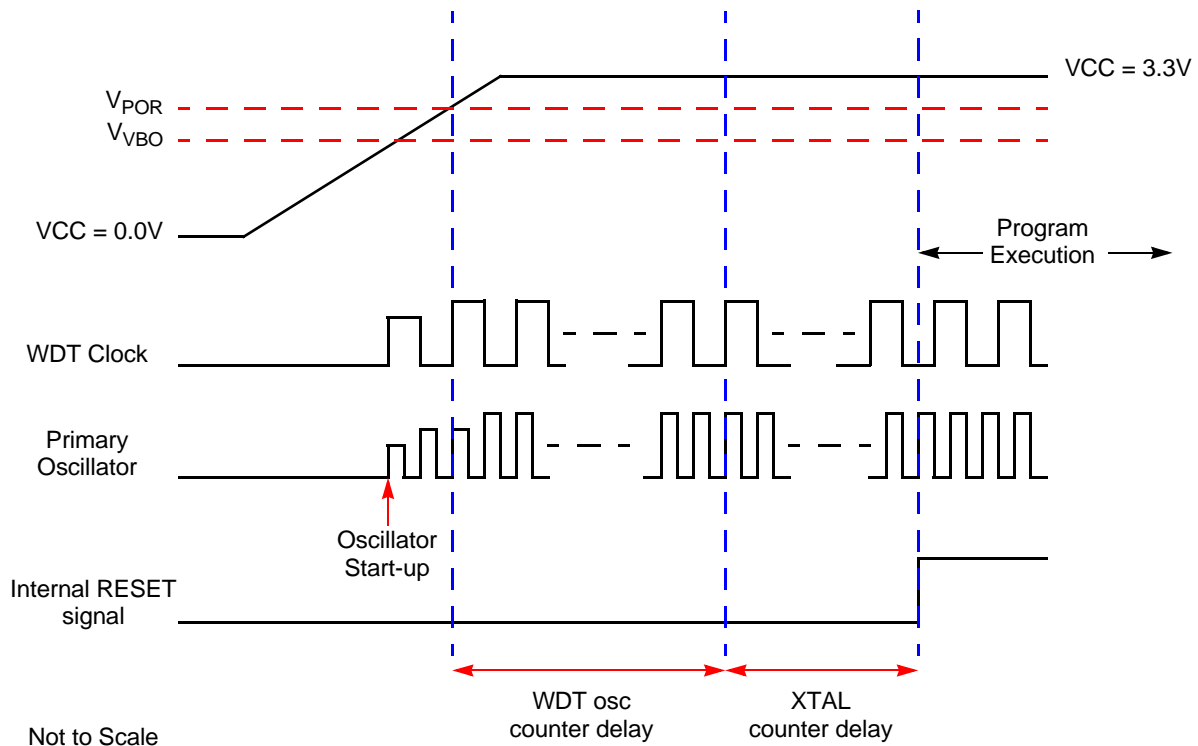 VCC = 3.3V
VPOR
VVBO
VCC = 0.0V
Program
Execution
WDT Clock
Primary
Oscillator
Oscillator
Start-up
Internal RESET
signal
WDT osc
counter delay
XTAL
counter delay
Not to Scale